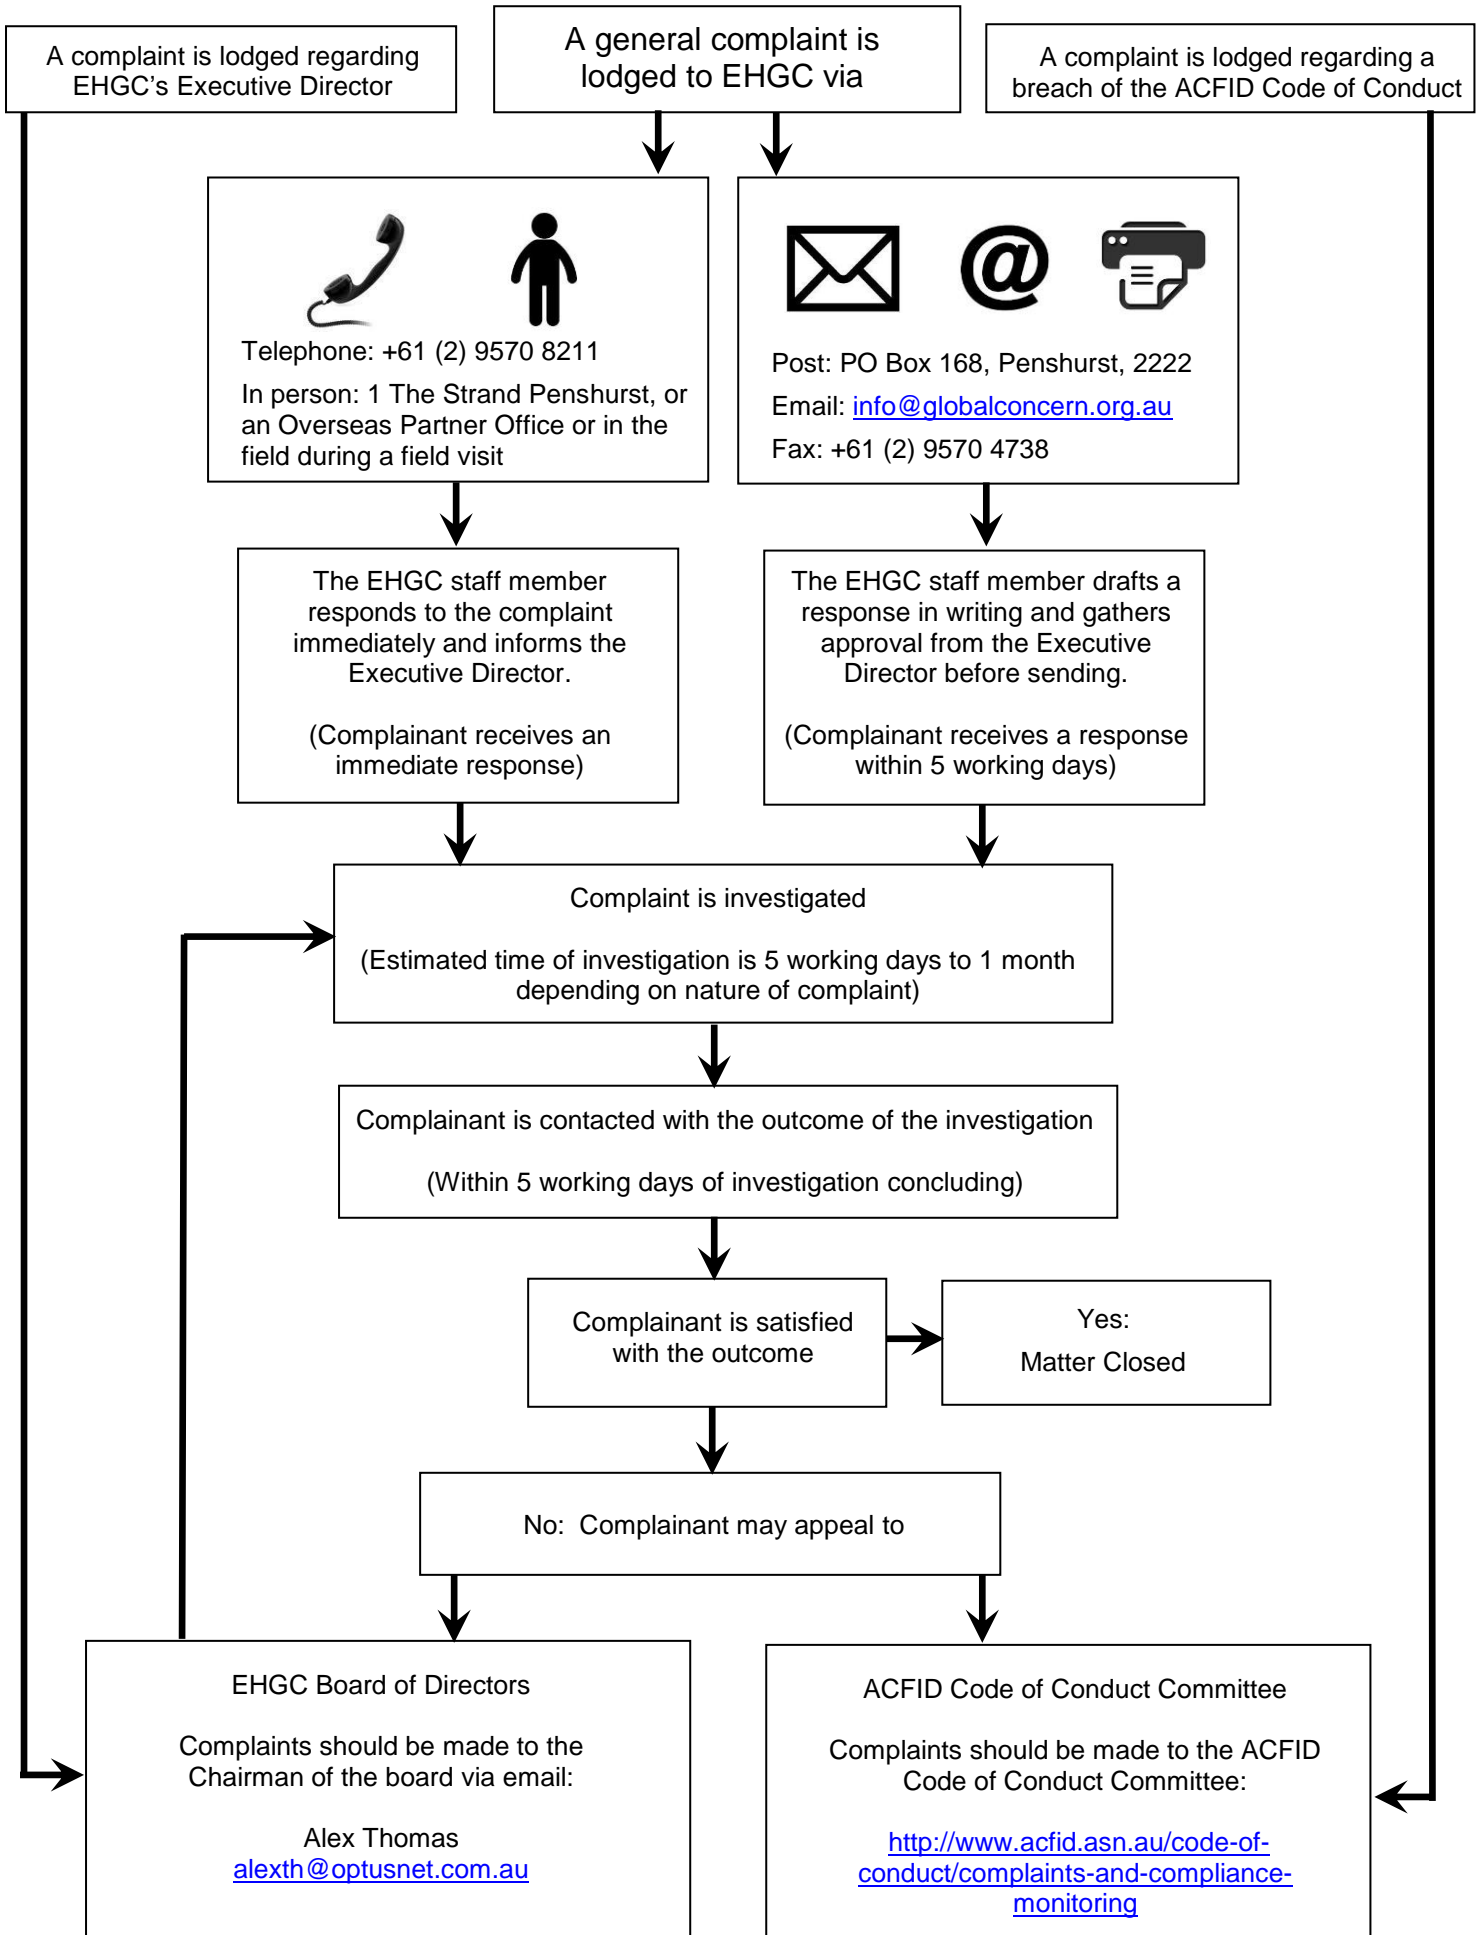 A complaint is lodged regarding
EHGC’s Executive Director
A general complaint is
lodged to EHGC via
A complaint is lodged regarding a
breach of the ACFID Code of Conduct
Telephone: +61 (2) 9570 8211
In person: 1 The Strand Penshurst, or
an Overseas Partner Office or in the
field during a field visit
@
Post: PO Box 168, Penshurst, 2222
Email: info@globalconcern.org.au
Fax: +61 (2) 9570 4738
The EHGC staff member
responds to the complaint
immediately and informs the
Executive Director.
(Complainant receives an
immediate response)
The EHGC staff member drafts a
response in writing and gathers
approval from the Executive
Director before sending.
(Complainant receives a response
within 5 working days)
Complaint is investigated
(Estimated time of investigation is 5 working days to 1 month
depending on nature of complaint)
Complainant is contacted with the outcome of the investigation
(Within 5 working days of investigation concluding)
Complainant is satisfied
with the outcome
Yes:
Matter Closed
No:  Complainant may appeal to
EHGC Board of Directors
Complaints should be made to the
Chairman of the board via email:
Alex Thomas
alexth@optusnet.com.au
ACFID Code of Conduct Committee
Complaints should be made to the ACFID
Code of Conduct Committee:
http://www.acfid.asn.au/code-of-
conduct/complaints-and-compliance-
monitoring